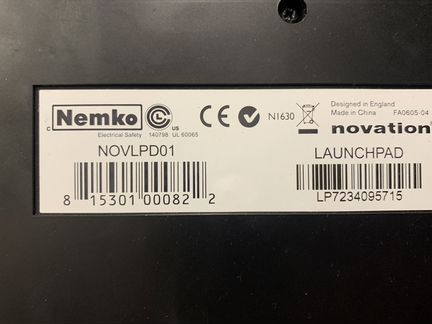 c Nemko us
Electrical Safety 140798 UL 60065
CE N1630
Designed in England
Made in China FA0605-04
novation
NOVLPD01
LAUNCHPAD
8 15301 00082 2
LP7234095715